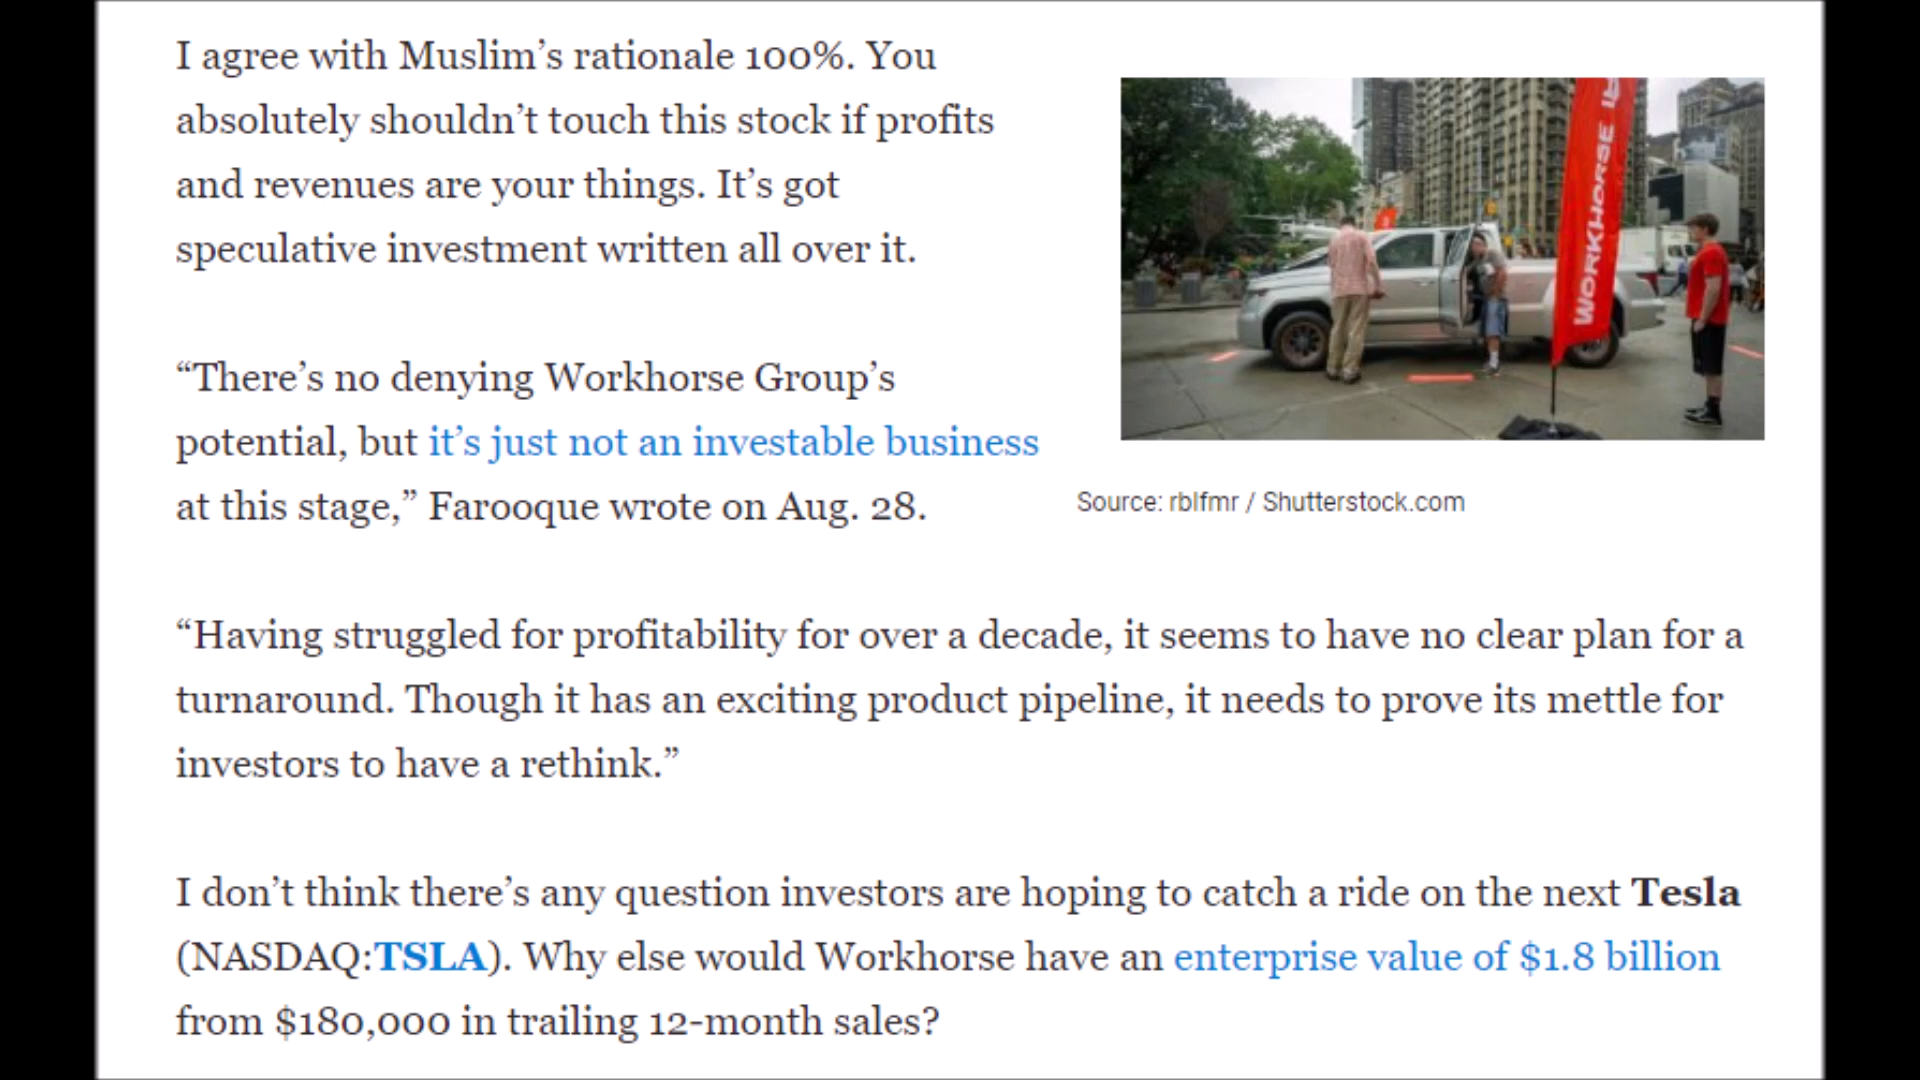 I agree with Muslim’s rationale 100%. You
absolutely shouldn’t touch this stock if profits
and revenues are your things. It’s got
speculative investment written all over it.
“There’s no denying Workhorse Group’s
potential, but it’s just not an investable business
at this stage,” Farooque wrote on Aug. 28.
WORKHORSE
Source: rblfmr / Shutterstock.com
“Having struggled for profitability for over a decade, it seems to have no clear plan for a
turnaround. Though it has an exciting product pipeline, it needs to prove its mettle for
investors to have a rethink.”
I don’t think there’s any question investors are hoping to catch a ride on the next Tesla
(NASDAQ:TSLA). Why else would Workhorse have an enterprise value of $1.8 billion
from $180,000 in trailing 12-month sales?